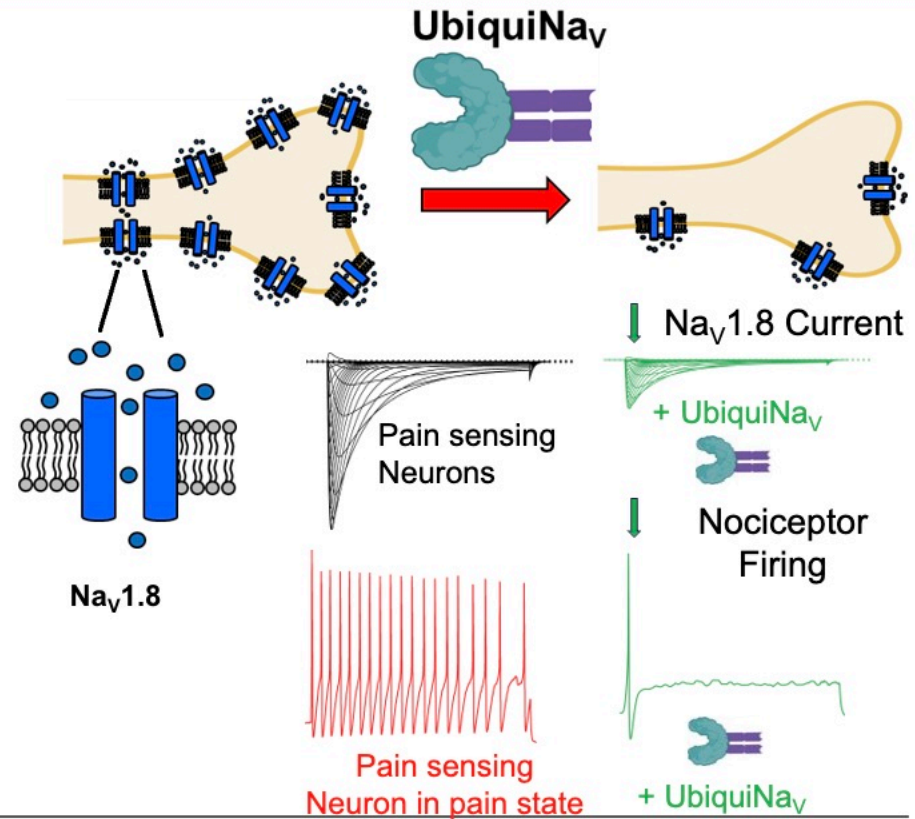 UbiquiNaV
NaV1.8 Current
+ UbiquiNaV
Pain sensing
Neurons
Nociceptor
Firing
NaV1.8
Pain sensing
Neuron in pain state
+ UbiquiNaV